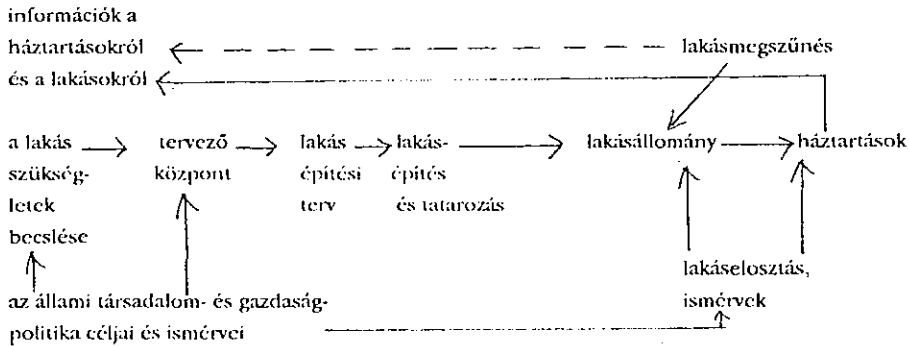 információk a
háztartásokról
és a lakásokról
lakásmegszűnés
a lakás
szükség-
letek
becslése
tervező
központ
lakás
építési
terv
lakás-
építés
és tatarozás
lakásállomány
háztartások
lakáselosztás,
ismérvek
az állami társadalom- és gazdaság-
politika céljai és ismérvei